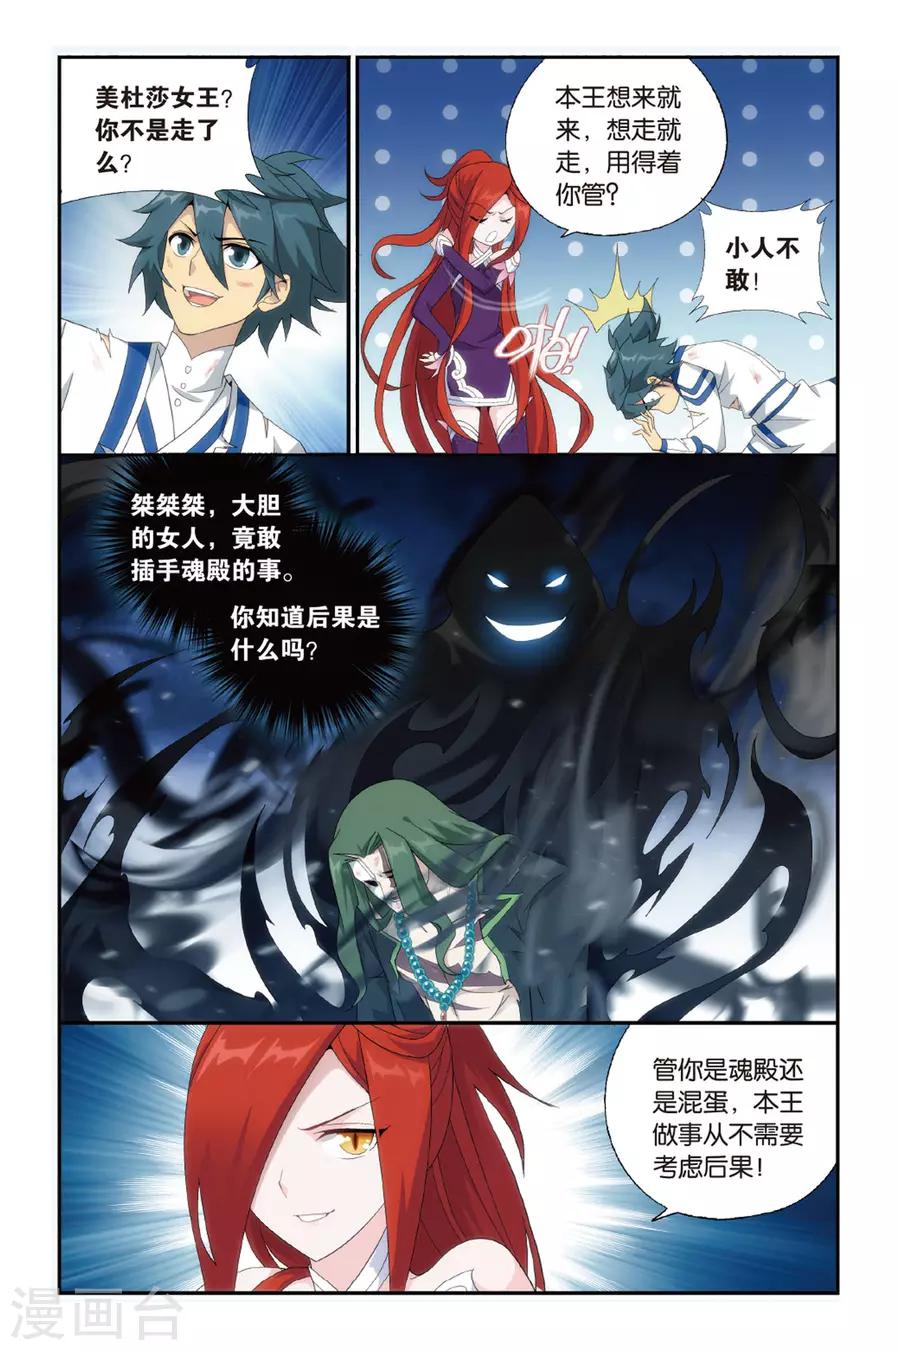 美杜莎女王？
你不是走了
么？
本王想来就
来，想走就
走，用得着
你管？
啪！
小人不
敢！
桀桀桀，大胆
的女人，竟敢
插手魂殿的事。
你知道后果是
什么吗？
管你是魂殿还
是混蛋，本王
做事从不需要
考虑后果！
漫画台